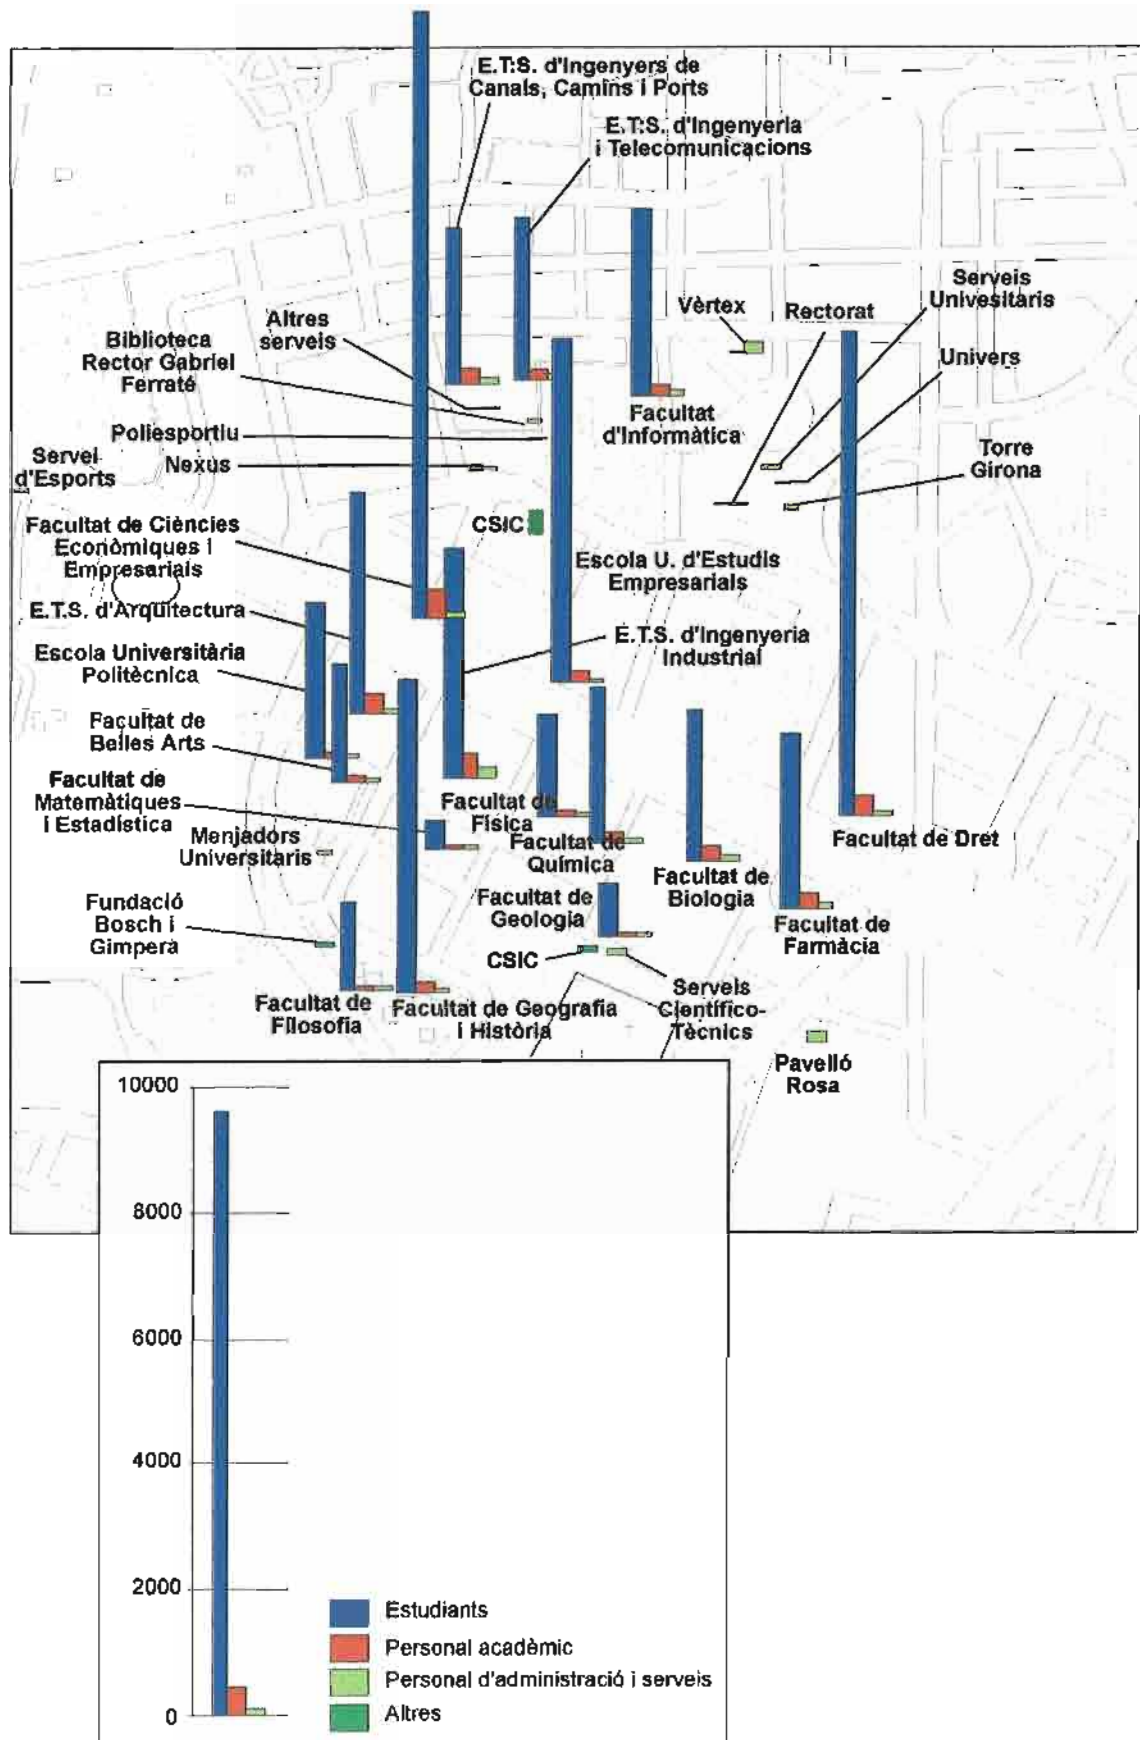 E.T.S. d'Ingenyers de
Canals, Camins i Ports
E.T.S. d'Ingenyeria
i Telecomunicacions
Altres
serveis
Biblioteca
Rector Gabriel
Ferraté
Vèrtex
Rectorat
Serveis
Univesitaris
Univers
Facultat
d'Informàtica
Poliesportiu
Nexus
Servei
d'Esports
Torre
Girona
CSIC
Facultat de Ciències
Econòmiques i
Empresarials
Escola U. d'Estudis
Empresarials
E.T.S. d'Arquitectura
E.T.S. d'Ingenyeria
Industrial
Escola Universitària
Politècnica
Facultat de
Belles Arts
Facultat de
Matemàtiques
i Estadística
Facultat de
Física
Facultat de
Química
Facultat de Dret
Menjadors
Universitaris
Facultat de
Biologia
Fundació
Bosch i
Gimpera
Facultat de
Geologia
Facultat de
Farmàcia
CSIC
Serveis
Científico-
Tècnics
Facultat de
Filosofia
Facultat de Geografia
i Història
Pavelló
Rosa
10000
8000
6000
4000
2000
0
Estudiants
Personal acadèmic
Personal d'administració i serveis
Altres